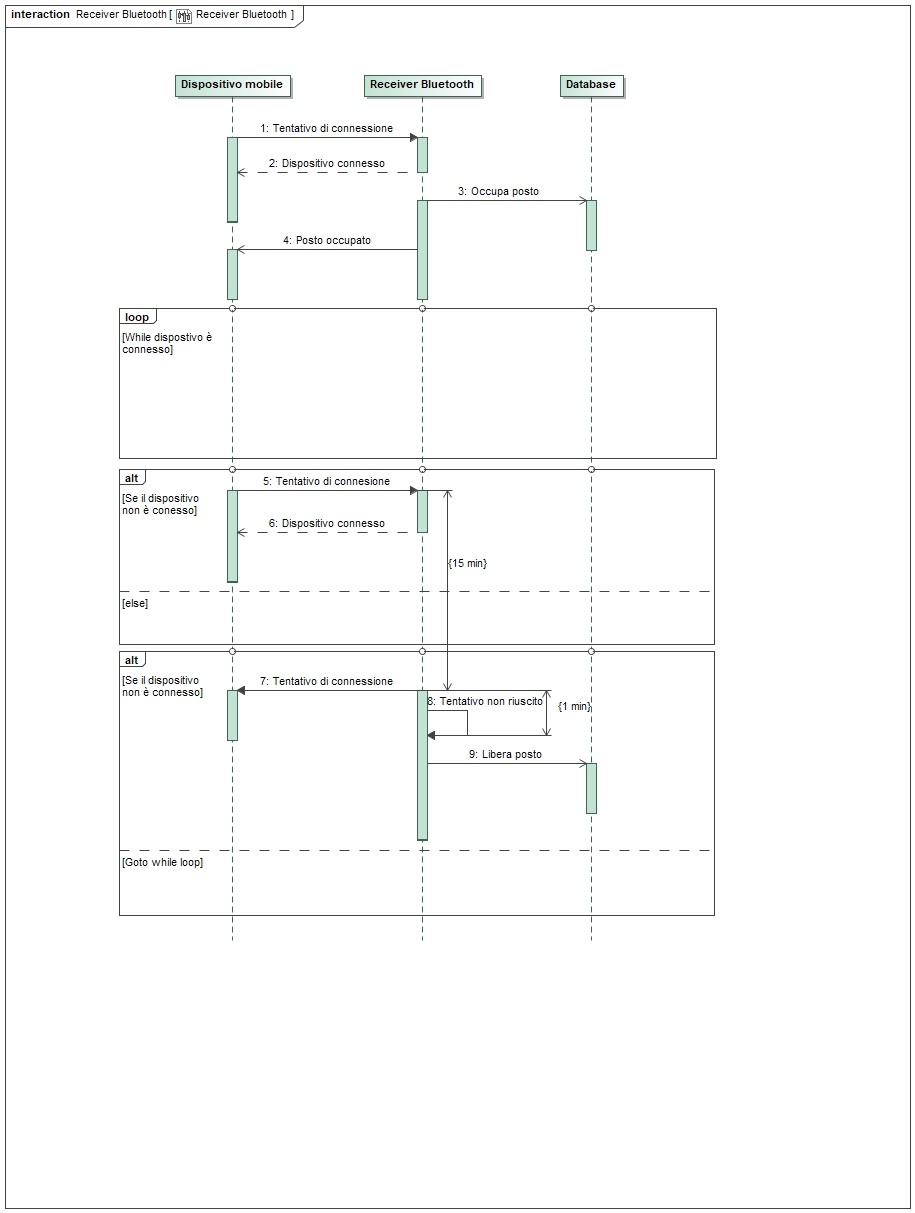 interaction Receiver Bluetooth [ Receiver Bluetooth ]
Dispositivo mobile
Receiver Bluetooth
Database
1: Tentativo di connessione
2: Dispositivo connesso
3: Occupa posto
4: Posto occupato
loop
[While dispostivo è
connesso]
alt
5: Tentativo di connesione
[Se il dispositivo
non è conesso]
6: Dispositivo connesso
{15 min}
[else]
alt
[Se il dispositivo
non è connesso]
7: Tentativo di connessione
8: Tentativo non riuscito
{1 min}
9: Libera posto
[Goto while loop]